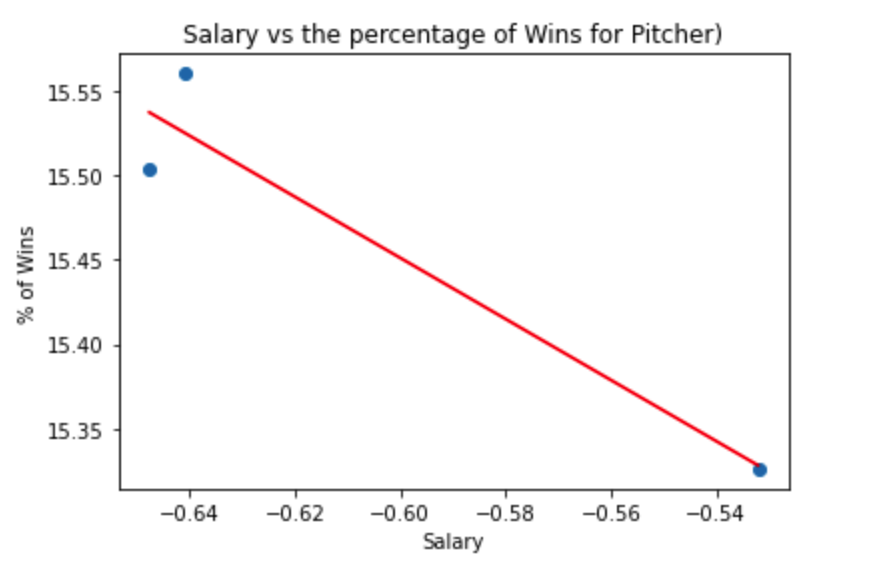 Salary vs the percentage of Wins for Pitcher)
% of Wins
15.55
15.50
15.45
15.40
15.35
−0.64 −0.62 −0.60 −0.58 −0.56 −0.54
Salary